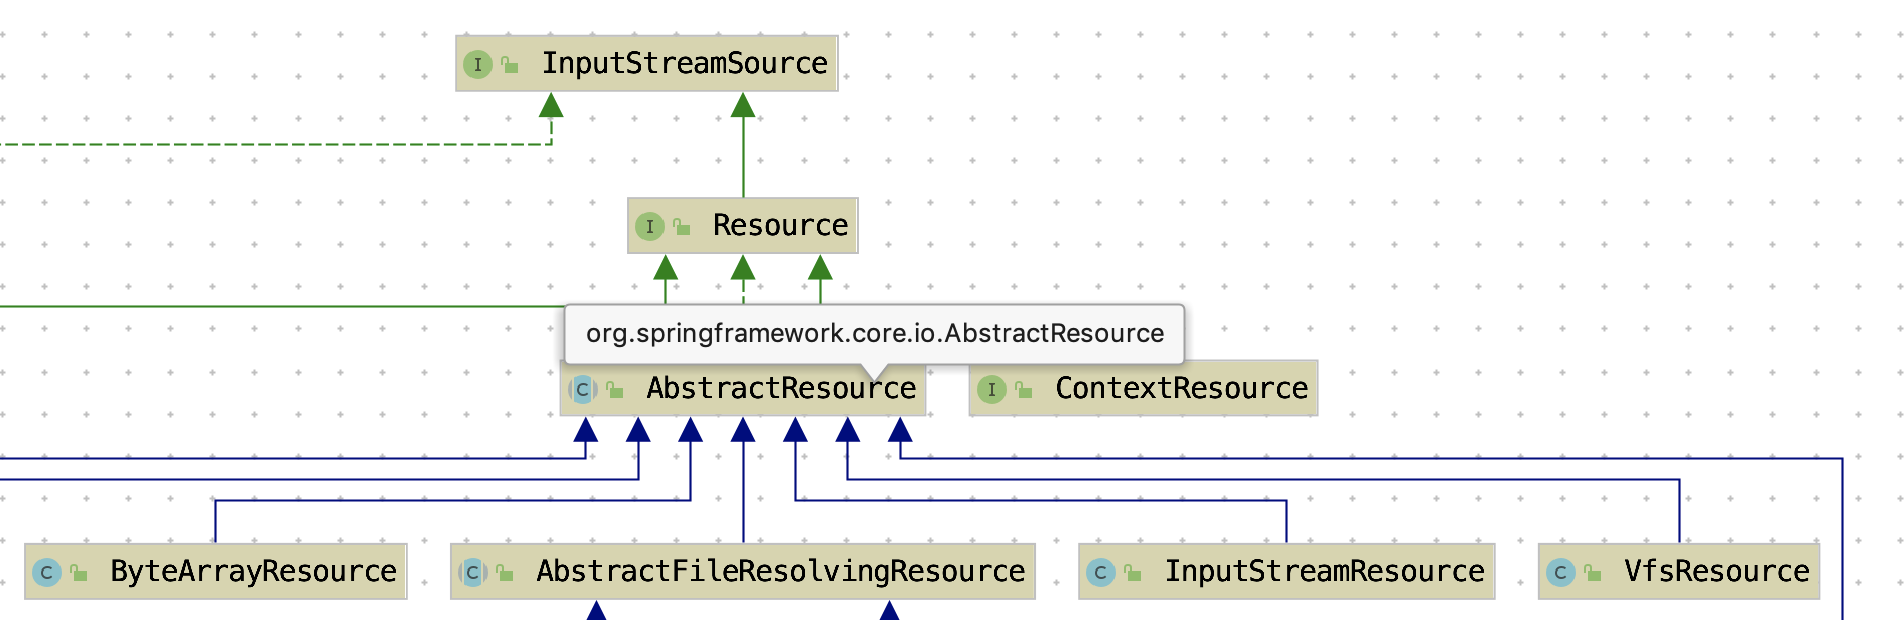 I InputStreamSource
I Resource
org.springframework.core.io.AbstractResource
C AbstractResource
I ContextResource
C ByteArrayResource
C AbstractFileResolvingResource
C InputStreamResource
C VfsResource